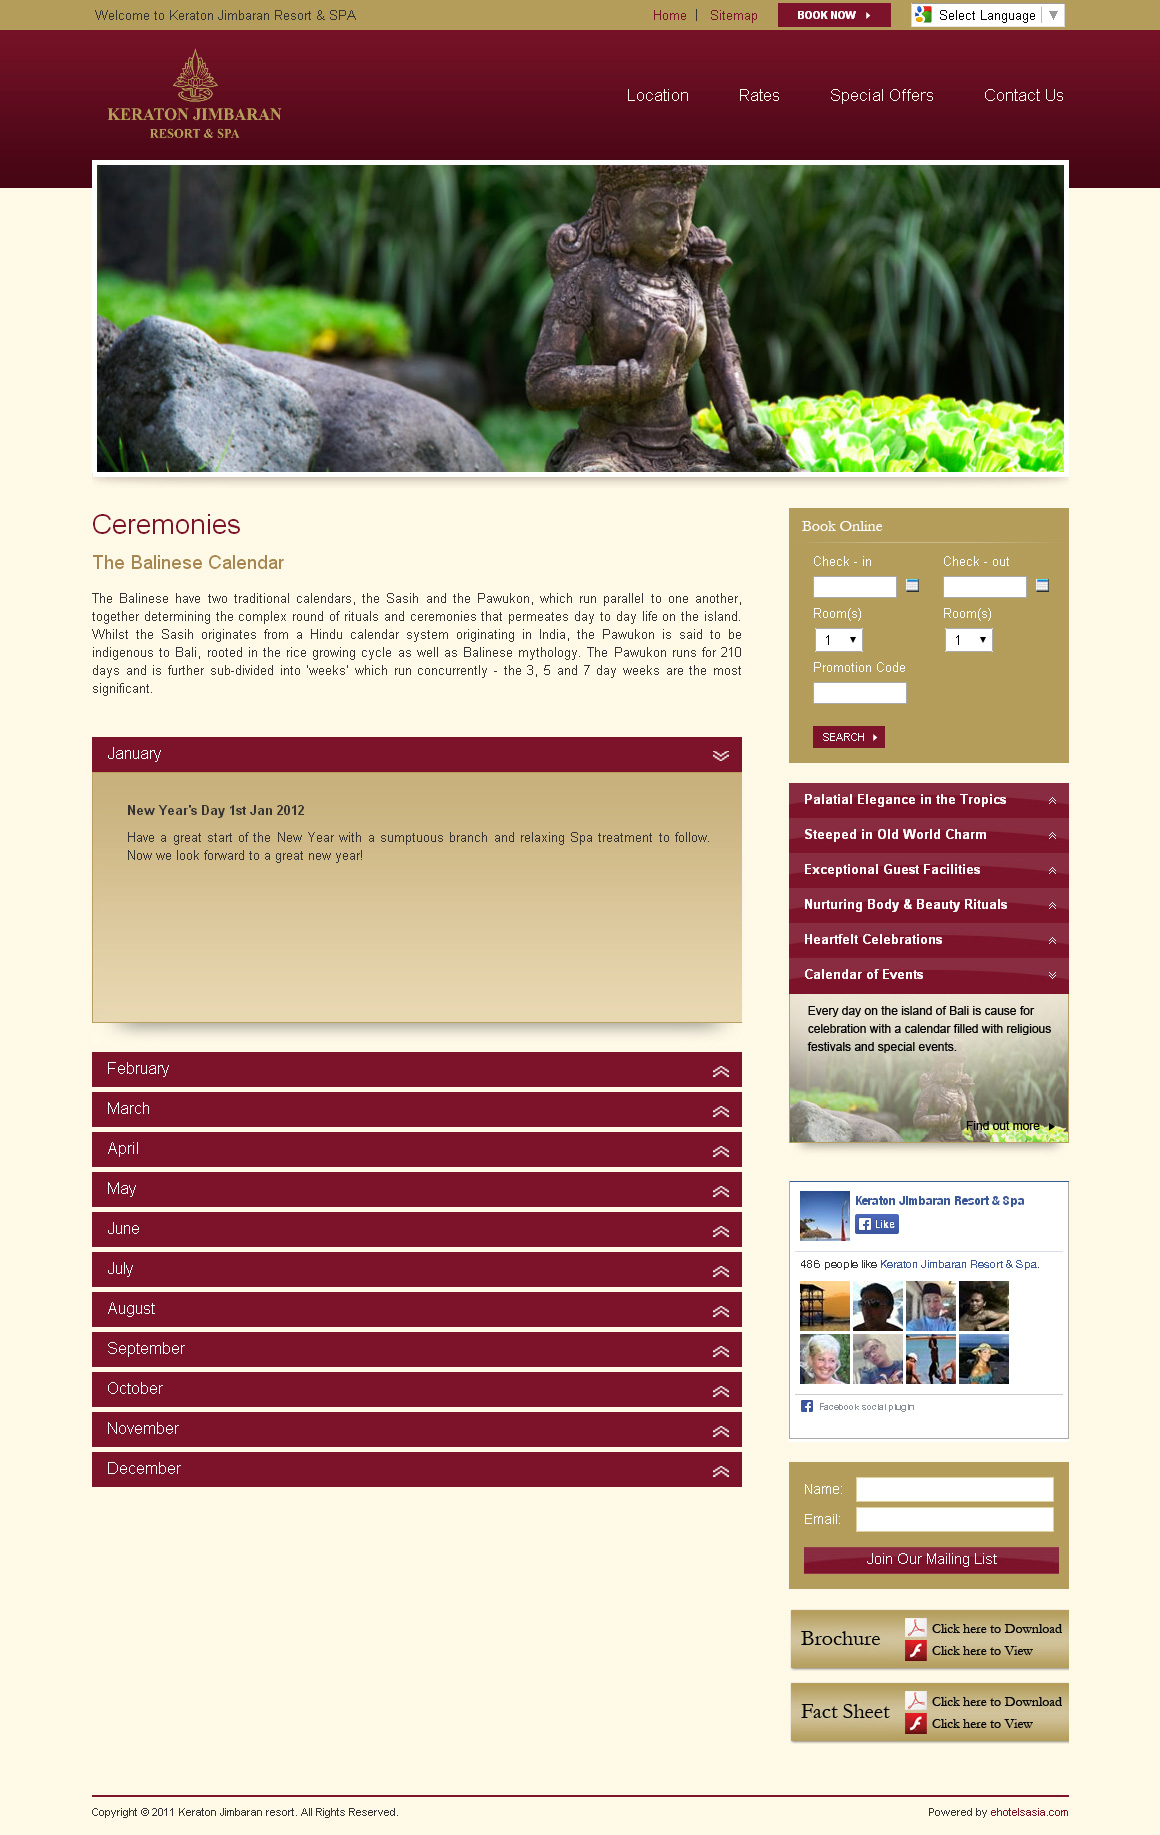 Welcome to Keraton Jimbaran Resort & SPA
Home | Sitemap
BOOK NOW
Select Language
KERATON JIMBARAN
RESORT & SPA
Location
Rates
Special Offers
Contact Us
Ceremonies
The Balinese Calendar
The Balinese have two traditional calendars, the Sasih and the Pawukon, which run parallel to one another,
together determining the complex round of rituals and ceremonies that permeates day to day life on the island.
Whilst the Sasih originates from a Hindu calendar system originating in India, the Pawukon is said to be
indigenous to Bali, rooted in the rice growing cycle as well as Balinese mythology. The Pawukon runs for 210
days and is further sub-divided into 'weeks' which run concurrently - the 3, 5 and 7 day weeks are the most
significant.
January
New Year's Day 1st Jan 2012
Have a great start of the New Year with a sumptuous branch and relaxing Spa treatment to follow.
Now we look forward to a great new year!
February
March
April
May
June
July
August
September
October
November
December
Book Online
Check - in
Check - out
Room(s)
Room(s)
1
1
Promotion Code
SEARCH
Palatial Elegance in the Tropics
Steeped in Old World Charm
Exceptional Guest Facilities
Nurturing Body & Beauty Rituals
Heartfelt Celebrations
Calendar of Events
Every day on the island of Bali is cause for
celebration with a calendar filled with religious
festivals and special events.
Find out more
Keraton Jimbaran Resort & Spa
Like
486 people like Keraton Jimbaran Resort & Spa.
Facebook social plugin
Name:
Email:
Join Our Mailing List
Brochure
Click here to Download
Click here to View
Fact Sheet
Click here to Download
Click here to View
Copyright © 2011 Keraton Jimbaran resort. All Rights Reserved.
Powered by ehotelsasia.com